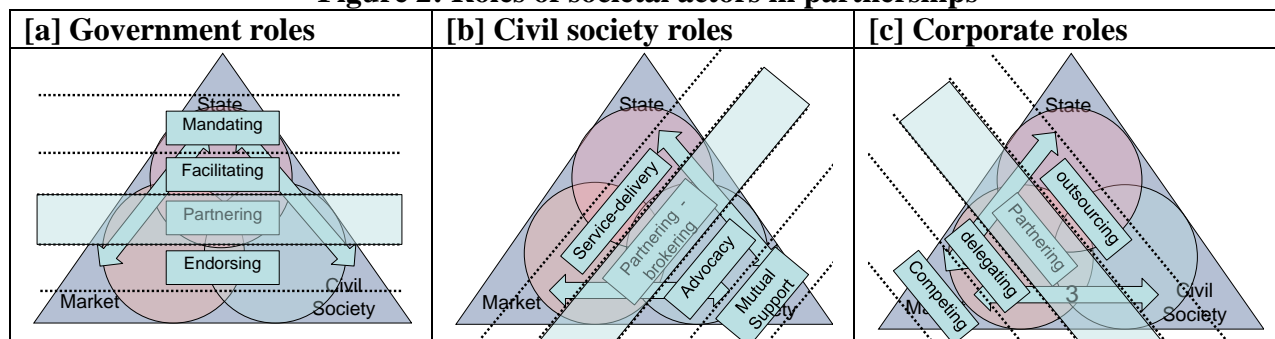 Figure 2: Roles of societal actors in partnerships
[a] Government roles
[b] Civil society roles
[c] Corporate roles
State
Mandating
Facilitating
Partnering
Endorsing
Market
Civil
Society
State
Service-delivery
Partnering -
brokering
Advocacy
Mutual
Support
Market
State
outsourcing
Partnering
delegating
Competing
3
Civil
Society